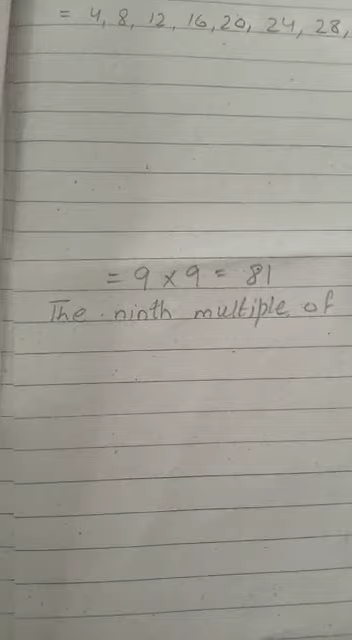 = 4, 8, 12, 16, 20, 24, 28,
= 9 × 9 = 81
The ninth multiple of